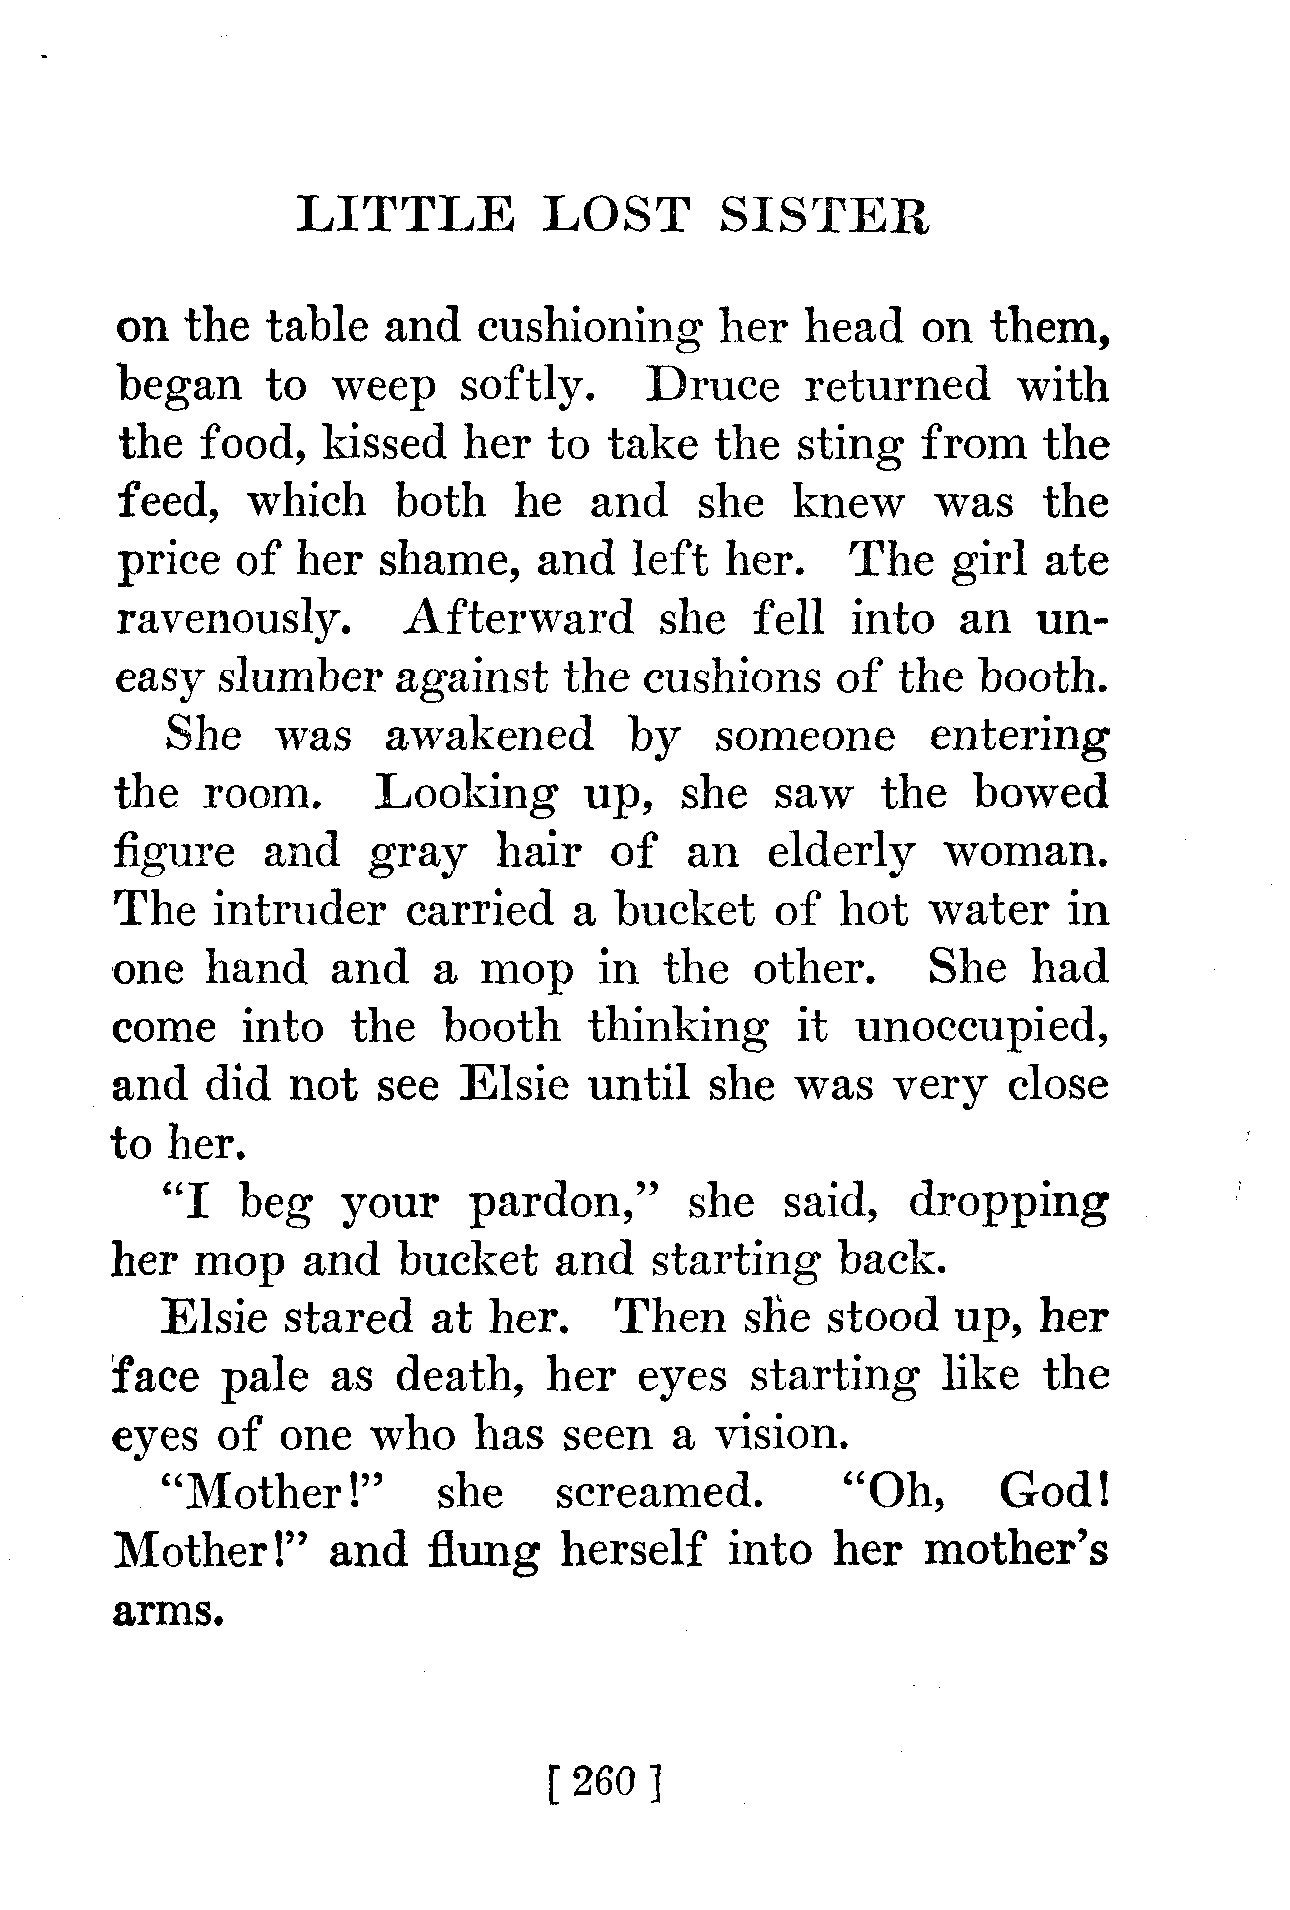 LITTLE LOST SISTER
on the table and cushioning her head on them,
began to weep softly. Druce returned with
the food, kissed her to take the sting from the
feed, which both he and she knew was the
price of her shame, and left her. The girl ate
ravenously. Afterward she fell into an un-
easy slumber against the cushions of the booth.
She was awakened by someone entering
the room. Looking up, she saw the bowed
figure and gray hair of an elderly woman.
The intruder carried a bucket of hot water in
one hand and a mop in the other. She had
come into the booth thinking it unoccupied,
and did not see Elsie until she was very close
to her.
“I beg your pardon,” she said, dropping
her mop and bucket and starting back.
Elsie stared at her. Then she stood up, her
face pale as death, her eyes starting like the
eyes of one who has seen a vision.
“Mother!” she screamed. “Oh, God!
Mother!” and flung herself into her mother’s
arms.
[ 260 ]